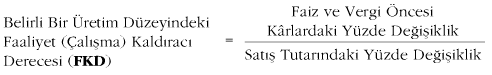 Belirli Bir Üretim Düzeyindeki
Faaliyet (Çalışma) Kaldıracı
Derecesi (FKD)
=
Faiz ve Vergi Öncesi
Kârlardaki Yüzde Değişiklik
Satış Tutarındaki Yüzde Değişiklik